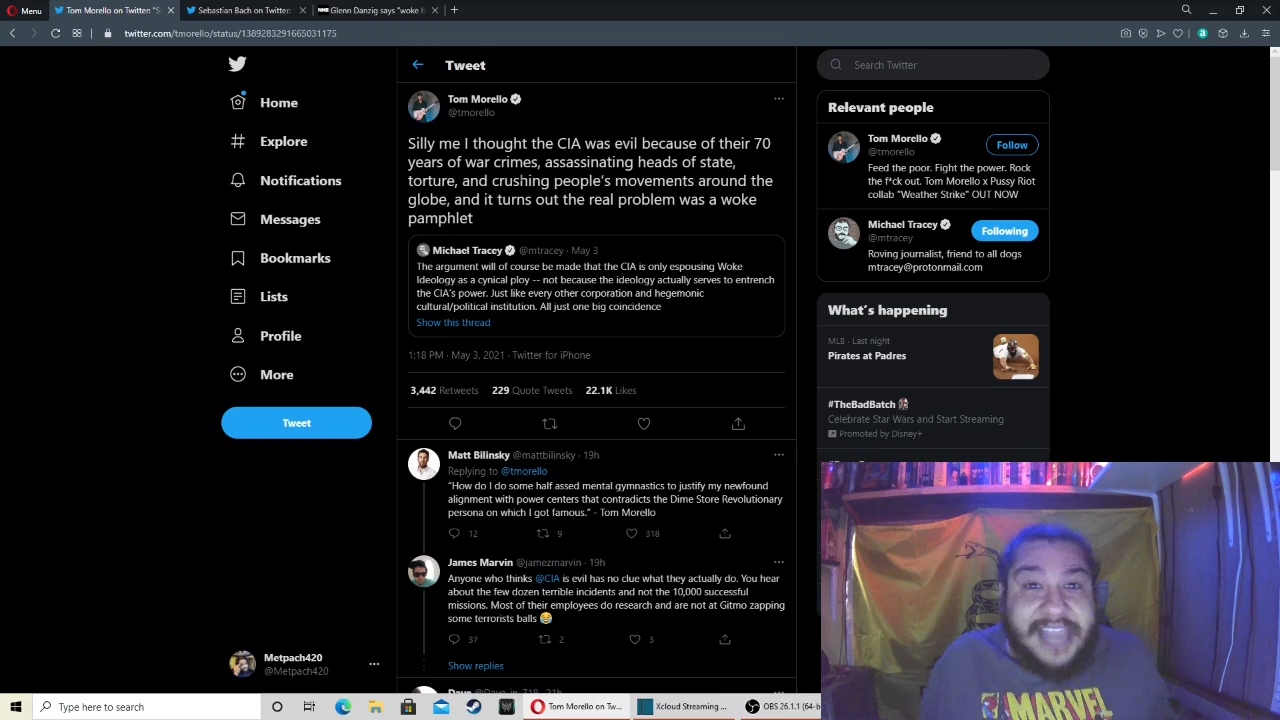 Menu
Tom Morello on Twitter: "S
Sebastian Bach on Twitter:
NME
Glenn Danzig says "woke b
twitter.com/tmorello/status/1389283291665031175
a
Home
Explore
Notifications
Messages
Bookmarks
Lists
Profile
More
Tweet
Metpach420
@Metpach420
Tweet
Tom Morello
@tmorello
Silly me I thought the CIA was evil because of their 70
years of war crimes, assassinating heads of state,
torture, and crushing people's movements around the
globe, and it turns out the real problem was a woke
pamphlet
Michael Tracey @mtracey · May 3
The argument will of course be made that the CIA is only espousing Woke
Ideology as a cynical ploy -- not because the ideology actually serves to entrench
the CIA's power. Just like every other corporation and hegemonic
cultural/political institution. All just one big coincidence
Show this thread
1:18 PM · May 3, 2021 · Twitter for iPhone
3,442 Retweets 229 Quote Tweets 22.1K Likes
Matt Bilinsky @mattbilinsky · 19h
Replying to @tmorello
"How do I do some half assed mental gymnastics to justify my newfound
alignment with power centers that contradicts the Dime Store Revolutionary
persona on which I got famous." - Tom Morello
12 9 318
James Marvin @jamezmarvin · 19h
Anyone who thinks @CIA is evil has no clue what they actually do. You hear
about the few dozen terrible incidents and not the 10,000 successful
missions. Most of their employees do research and are not at Gitmo zapping
some terrorists balls 😂
37 2 3
Show replies
Dave @Dave_in_718 · 21h
Search Twitter
Relevant people
Tom Morello
@tmorello
Follow
Feed the poor. Fight the power. Rock
the f*ck out. Tom Morello x Pussy Riot
collab "Weather Strike" OUT NOW
Michael Tracey
@mtracey
Following
Roving journalist, friend to all dogs
mtracey@protonmail.com
What's happening
MLB · Last night
Pirates at Padres
#TheBadBatch
Celebrate Star Wars and Start Streaming
Promoted by Disney+
MARVEL
Type here to search
Tom Morello on Tw...
Xcloud Streaming ...
OBS 26.1.1 (64-b